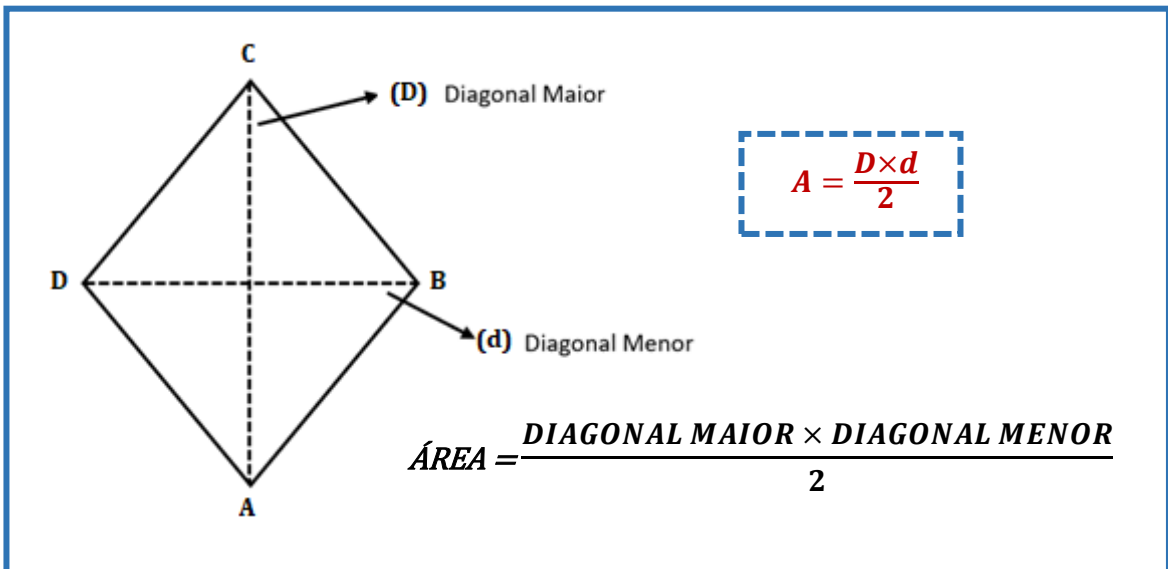 C
(D) Diagonal Maior
A = D×d / 2
D
B
(d) Diagonal Menor
ÁREA = DIAGONAL MAIOR × DIAGONAL MENOR / 2
A